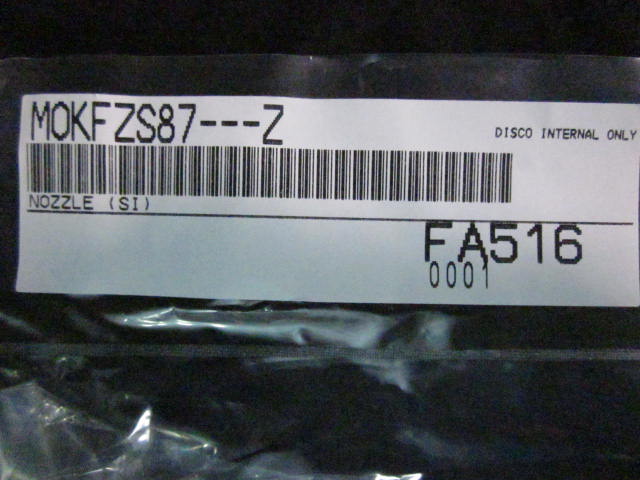 MOKFZS87---Z
DISCO INTERNAL ONLY
NOZZLE (SI)
FA516
0001